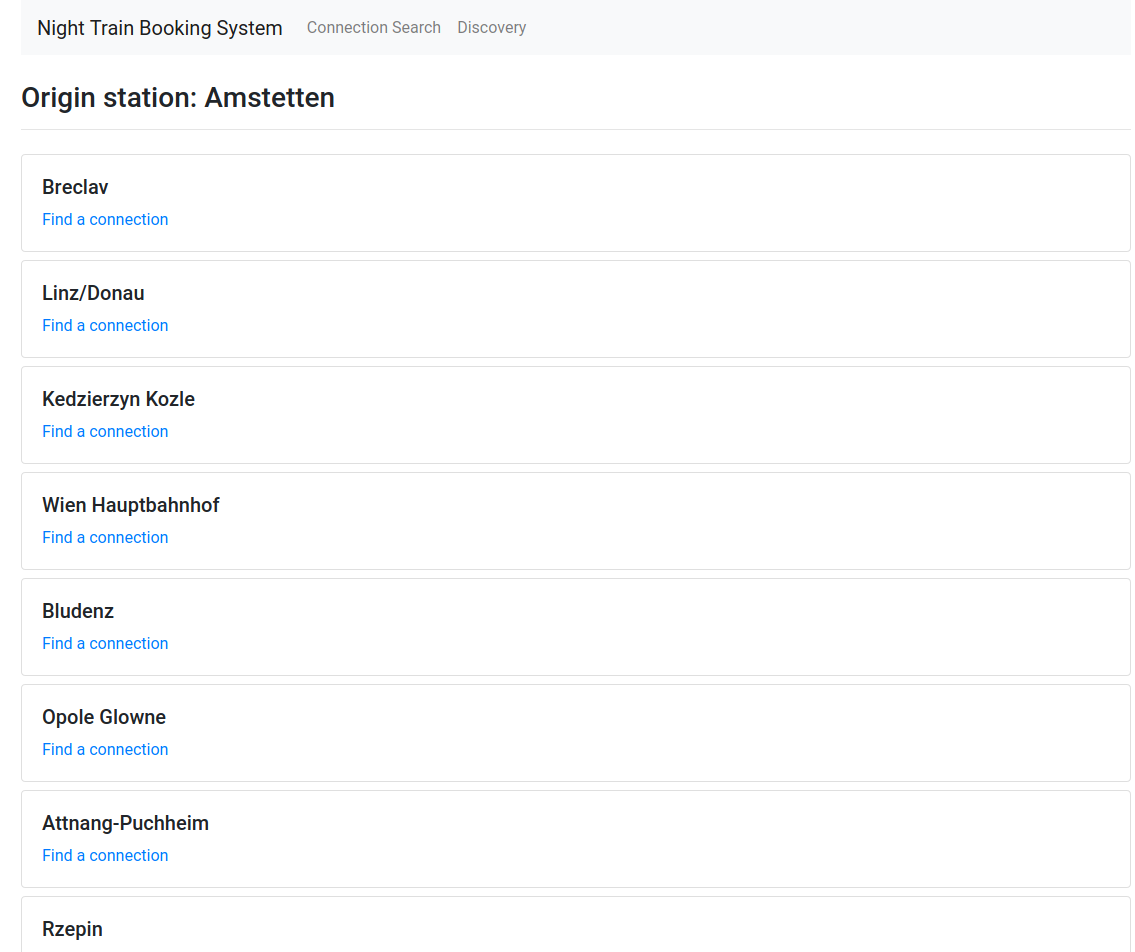 Night Train Booking System Connection Search Discovery
Origin station: Amstetten
Breclav
Find a connection
Linz/Donau
Find a connection
Kedzierzyn Kozle
Find a connection
Wien Hauptbahnhof
Find a connection
Bludenz
Find a connection
Opole Glowne
Find a connection
Attnang-Puchheim
Find a connection
Rzepin